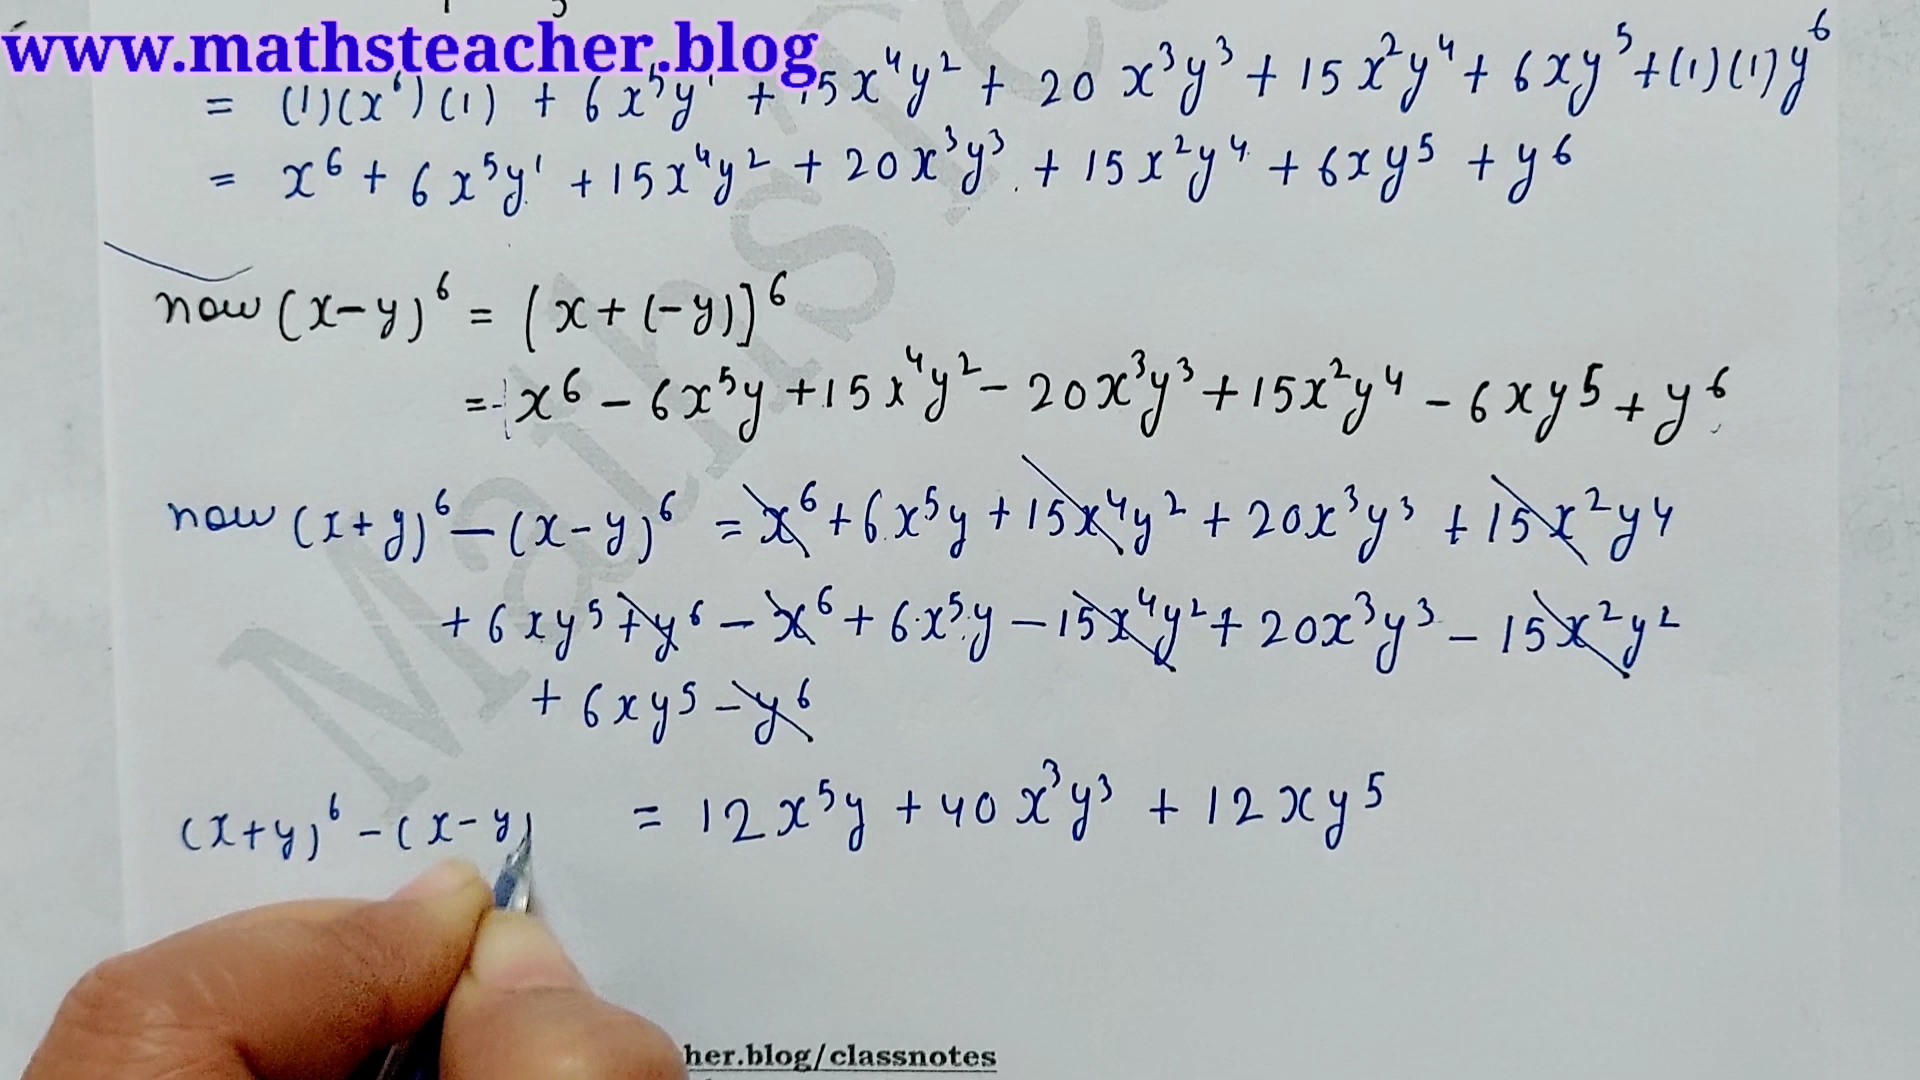 www.mathsteacher.blog
= (1)(x⁶)(1) + 6x⁵y¹ + 15x⁴y² + 20x³y³ + 15x²y⁴ + 6xy⁵ + (1)(1)y⁶
= x⁶ + 6x⁵y¹ + 15x⁴y² + 20x³y³ + 15x²y⁴ + 6xy⁵ + y⁶
now (x-y)⁶ = (x+(-y)]⁶
= x⁶ - 6x⁵y + 15x⁴y² - 20x³y³ + 15x²y⁴ - 6xy⁵ + y⁶
now (x+y)⁶ - (x-y)⁶ = x⁶ + 6x⁵y + 15x⁴y² + 20x³y³ + 15x²y⁴
+ 6xy⁵ + y⁶ - x⁶ + 6x⁵y - 15x⁴y² + 20x³y³ - 15x²y²
+ 6xy⁵ - y⁶
(x+y)⁶ - (x-y) = 12x⁵y + 40x³y³ + 12xy⁵
her.blog/classnotes